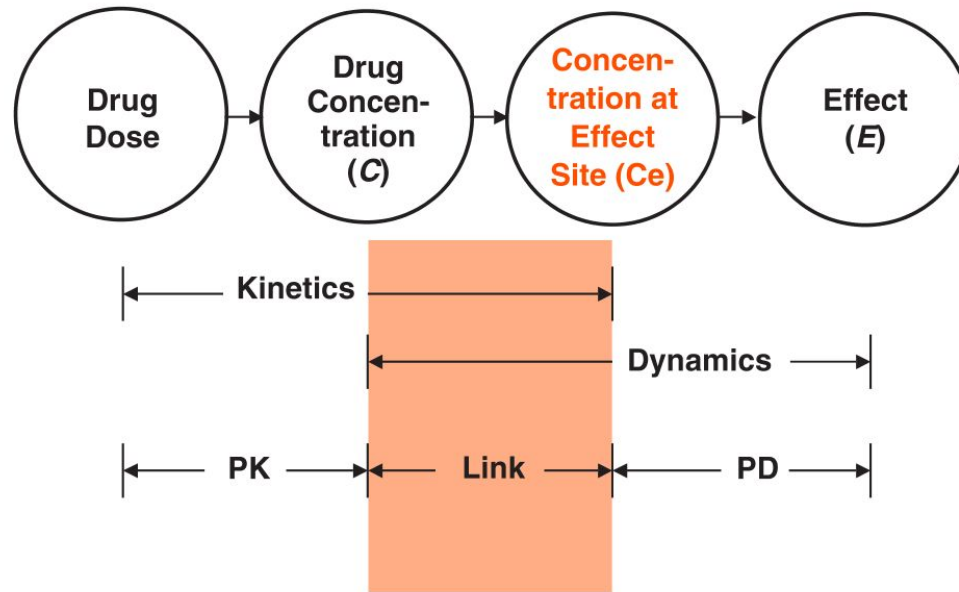 Drug
Dose
Drug
Concen-
tration
(C)
Concen-
tration at
Effect
Site (Ce)
Effect
(E)
Kinetics
Dynamics
PK
Link
PD